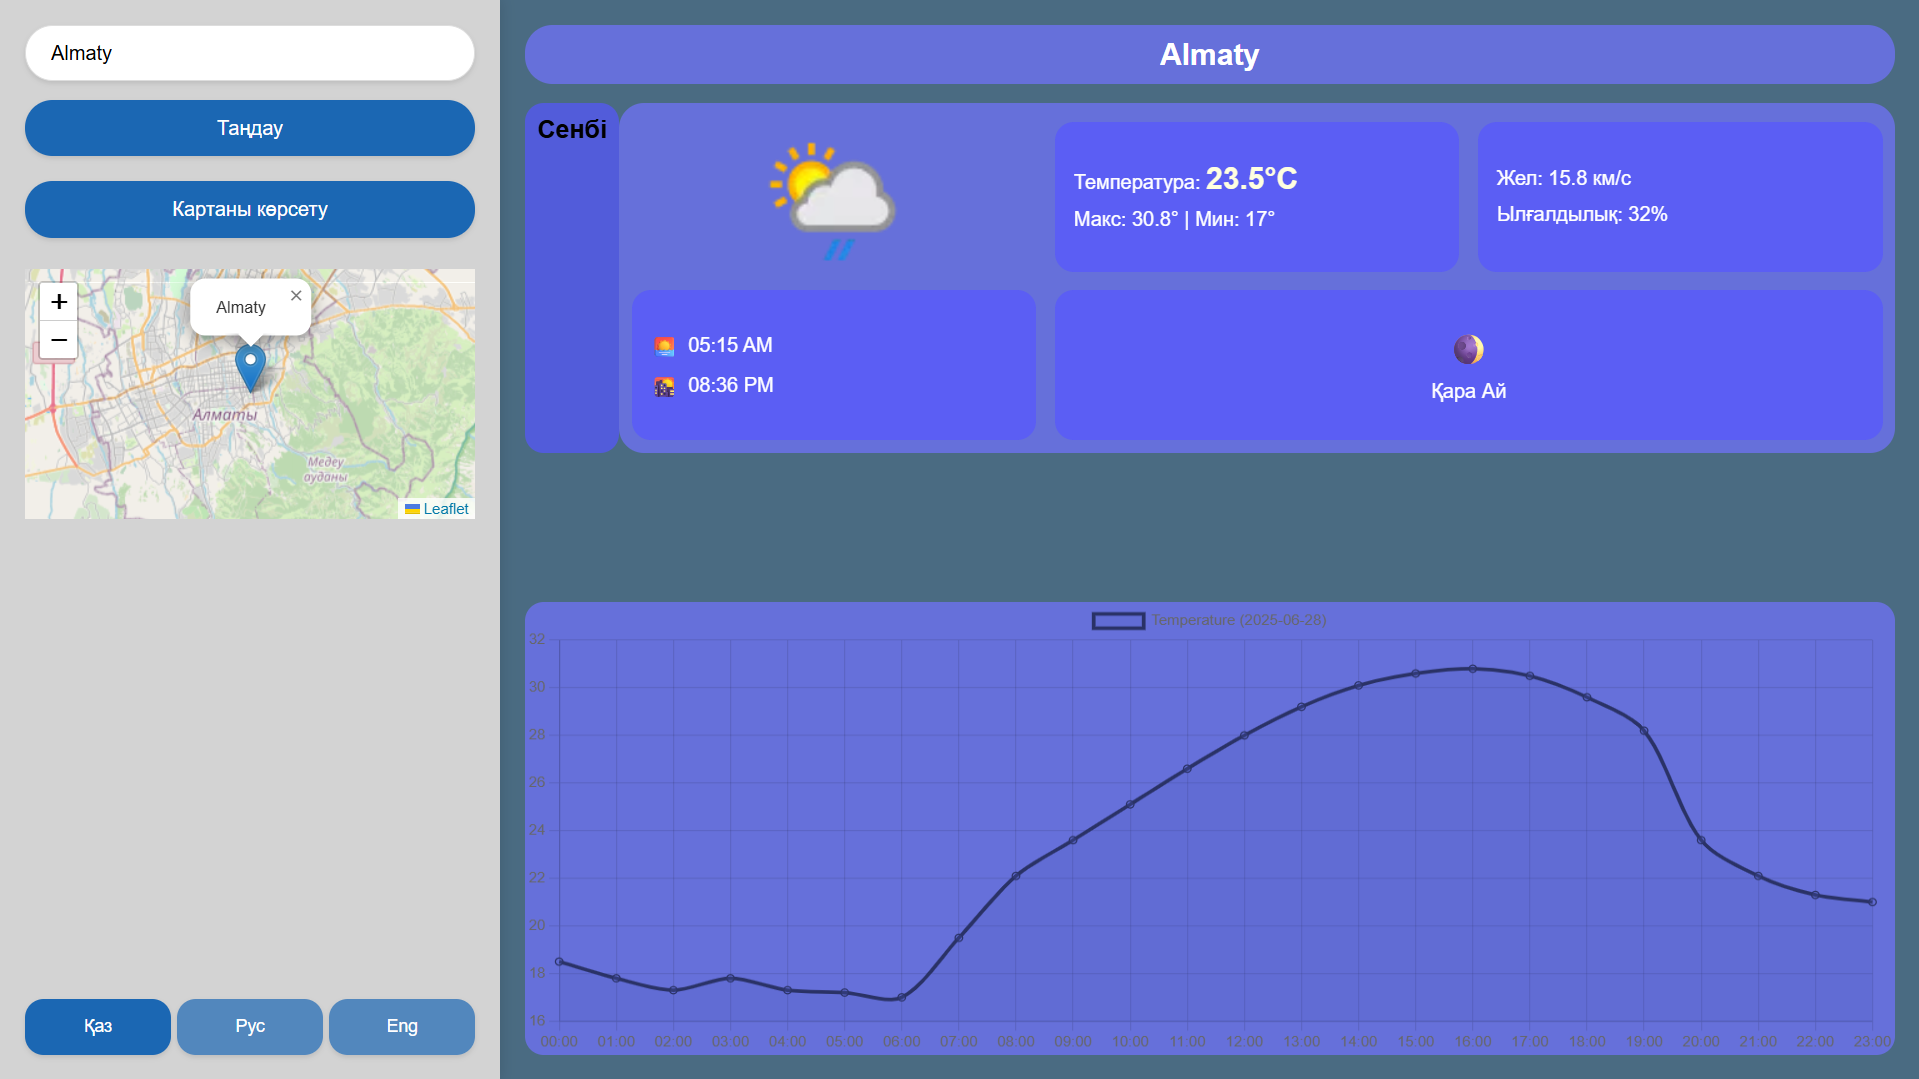 Almaty
Таңдау
Картаны көрсету
+
−
Almaty
×
Алматы
Медеу
ауданы
Leaflet
Қаз
Рус
Eng
Almaty
Сенбі
Температура: 23.5°C
Макс: 30.8° | Мин: 17°
Жел: 15.8 км/с
Ылғалдылық: 32%
05:15 AM
08:36 PM
Қара Ай
Temperature (2025-06-28)
32
30
28
26
24
22
20
18
16
00:00 01:00 02:00 03:00 04:00 05:00 06:00 07:00 08:00 09:00 10:00 11:00 12:00 13:00 14:00 15:00 16:00 17:00 18:00 19:00 20:00 21:00 22:00 23:00